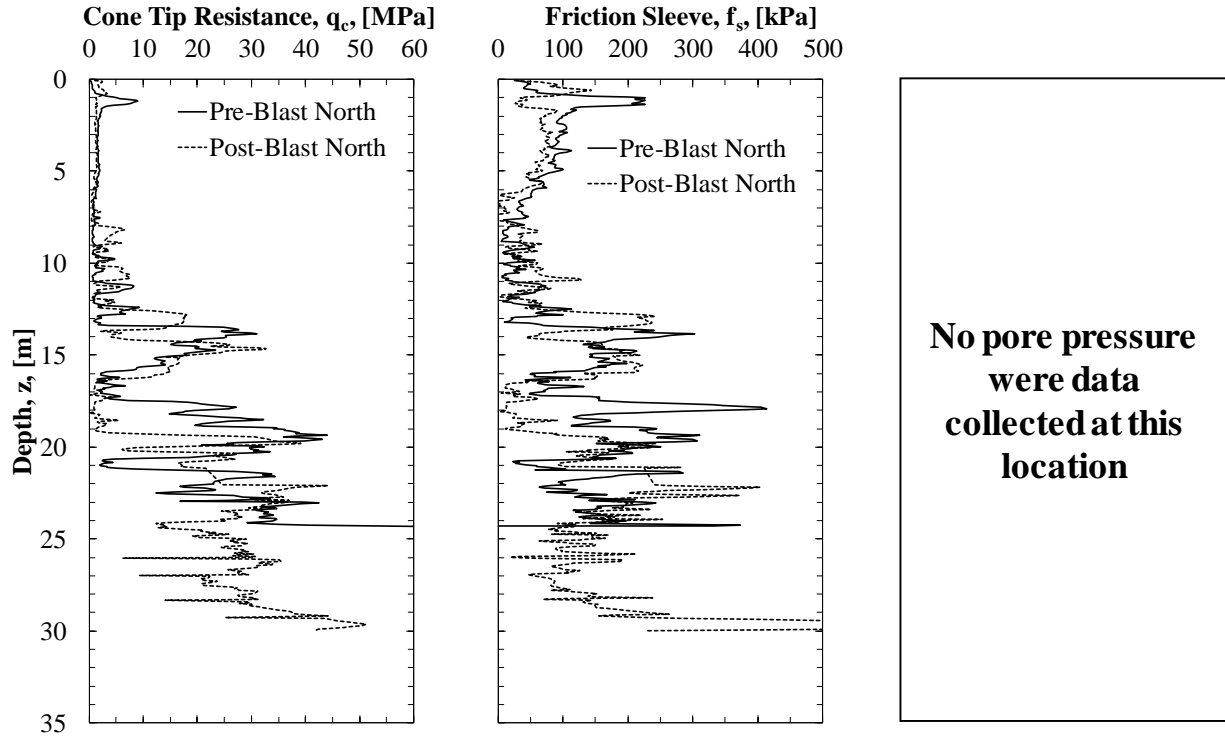 Cone Tip Resistance, qc, [MPa]
0 10 20 30 40 50 60
Friction Sleeve, fs, [kPa]
0 100 200 300 400 500
Depth, z, [m]
0
5
10
15
20
25
30
35
Pre-Blast North
Post-Blast North
Pre-Blast North
Post-Blast North
No pore pressure
were data
collected at this
location